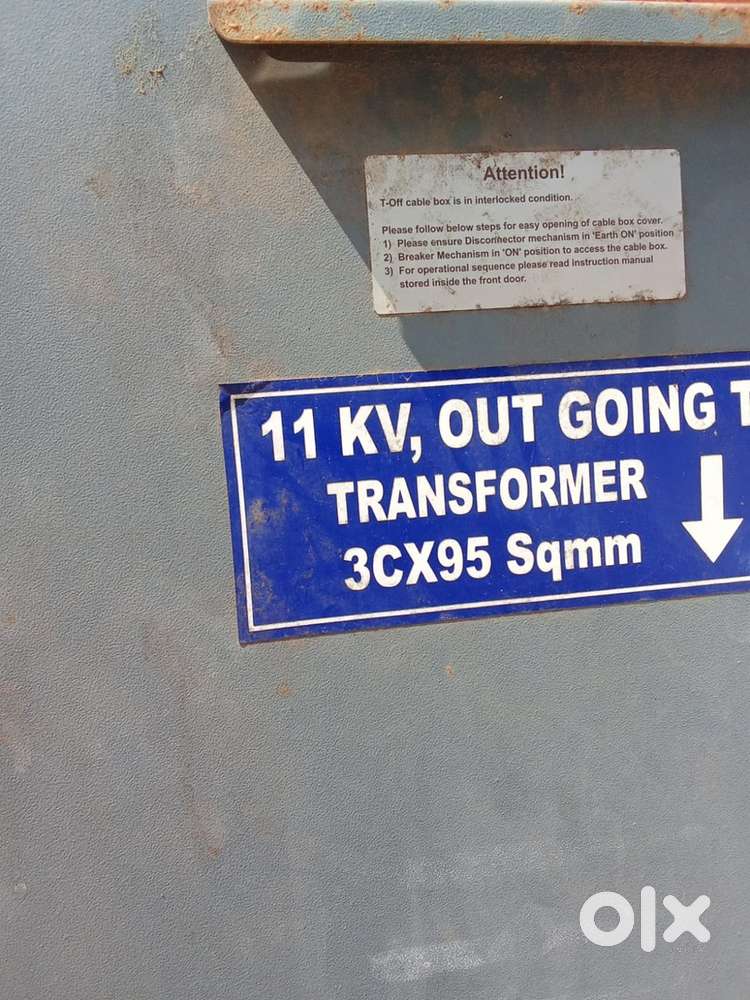 Attention!
T-Off cable box is in interlocked condition.
Please follow below steps for easy opening of cable box cover.
1) Please ensure Disconnector mechanism in 'Earth ON' position
2) Breaker Mechanism in 'ON' position to access the cable box.
3) For operational sequence please read instruction manual
stored inside the front door.
11 KV, OUT GOING T
TRANSFORMER
3CX95 Sqmm
olx